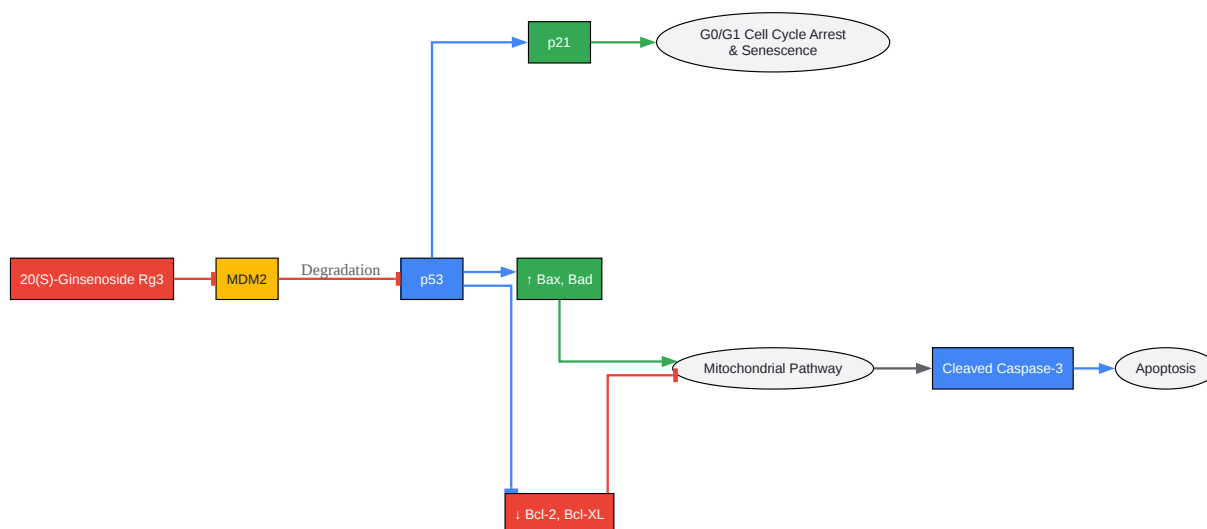 p21
G0/G1 Cell Cycle Arrest
& Senescence
20(S)-Ginsenoside Rg3
MDM2
Degradation
p53
↑ Bax, Bad
Mitochondrial Pathway
Cleaved Caspase-3
Apoptosis
↓ Bcl-2, Bcl-XL